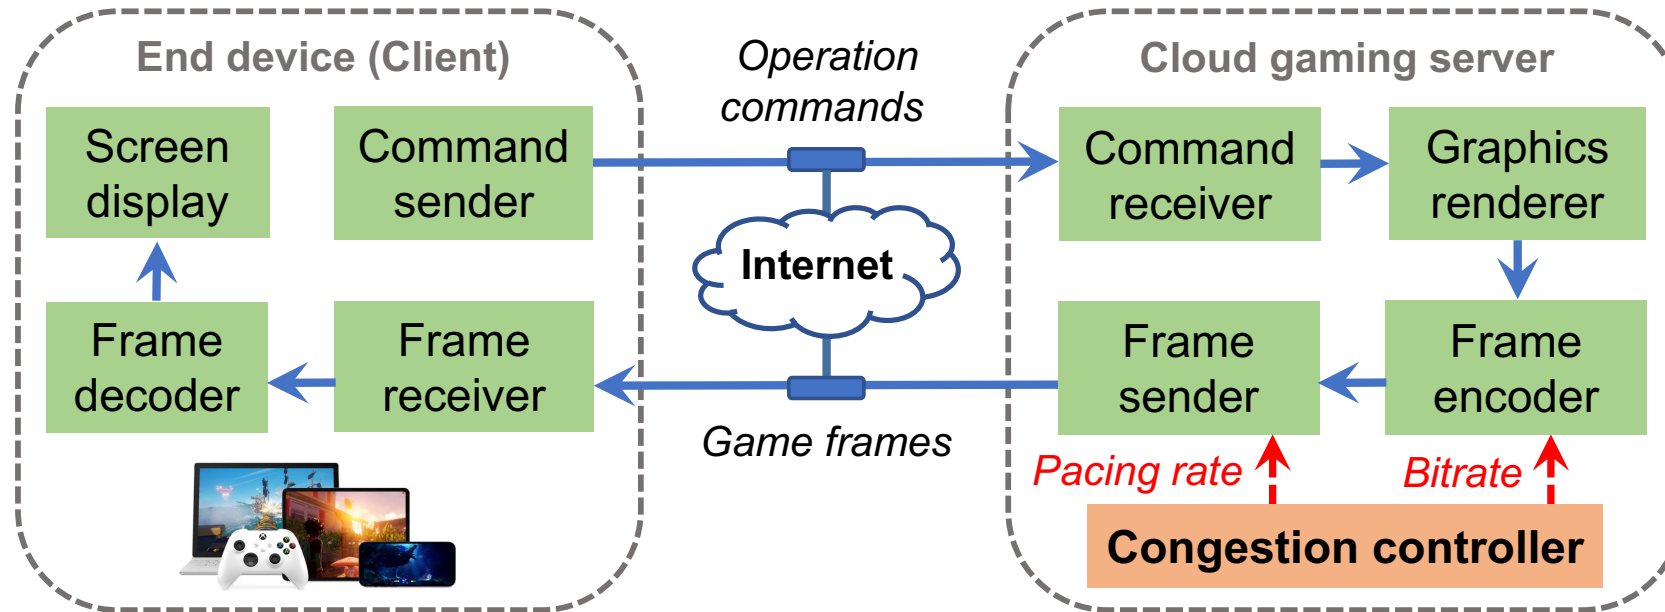 End device (Client)
Screen
display
Command
sender
Frame
decoder
Frame
receiver
Operation
commands
Internet
Game frames
Cloud gaming server
Command
receiver
Graphics
renderer
Frame
sender
Frame
encoder
Pacing rate
Bitrate
Congestion controller